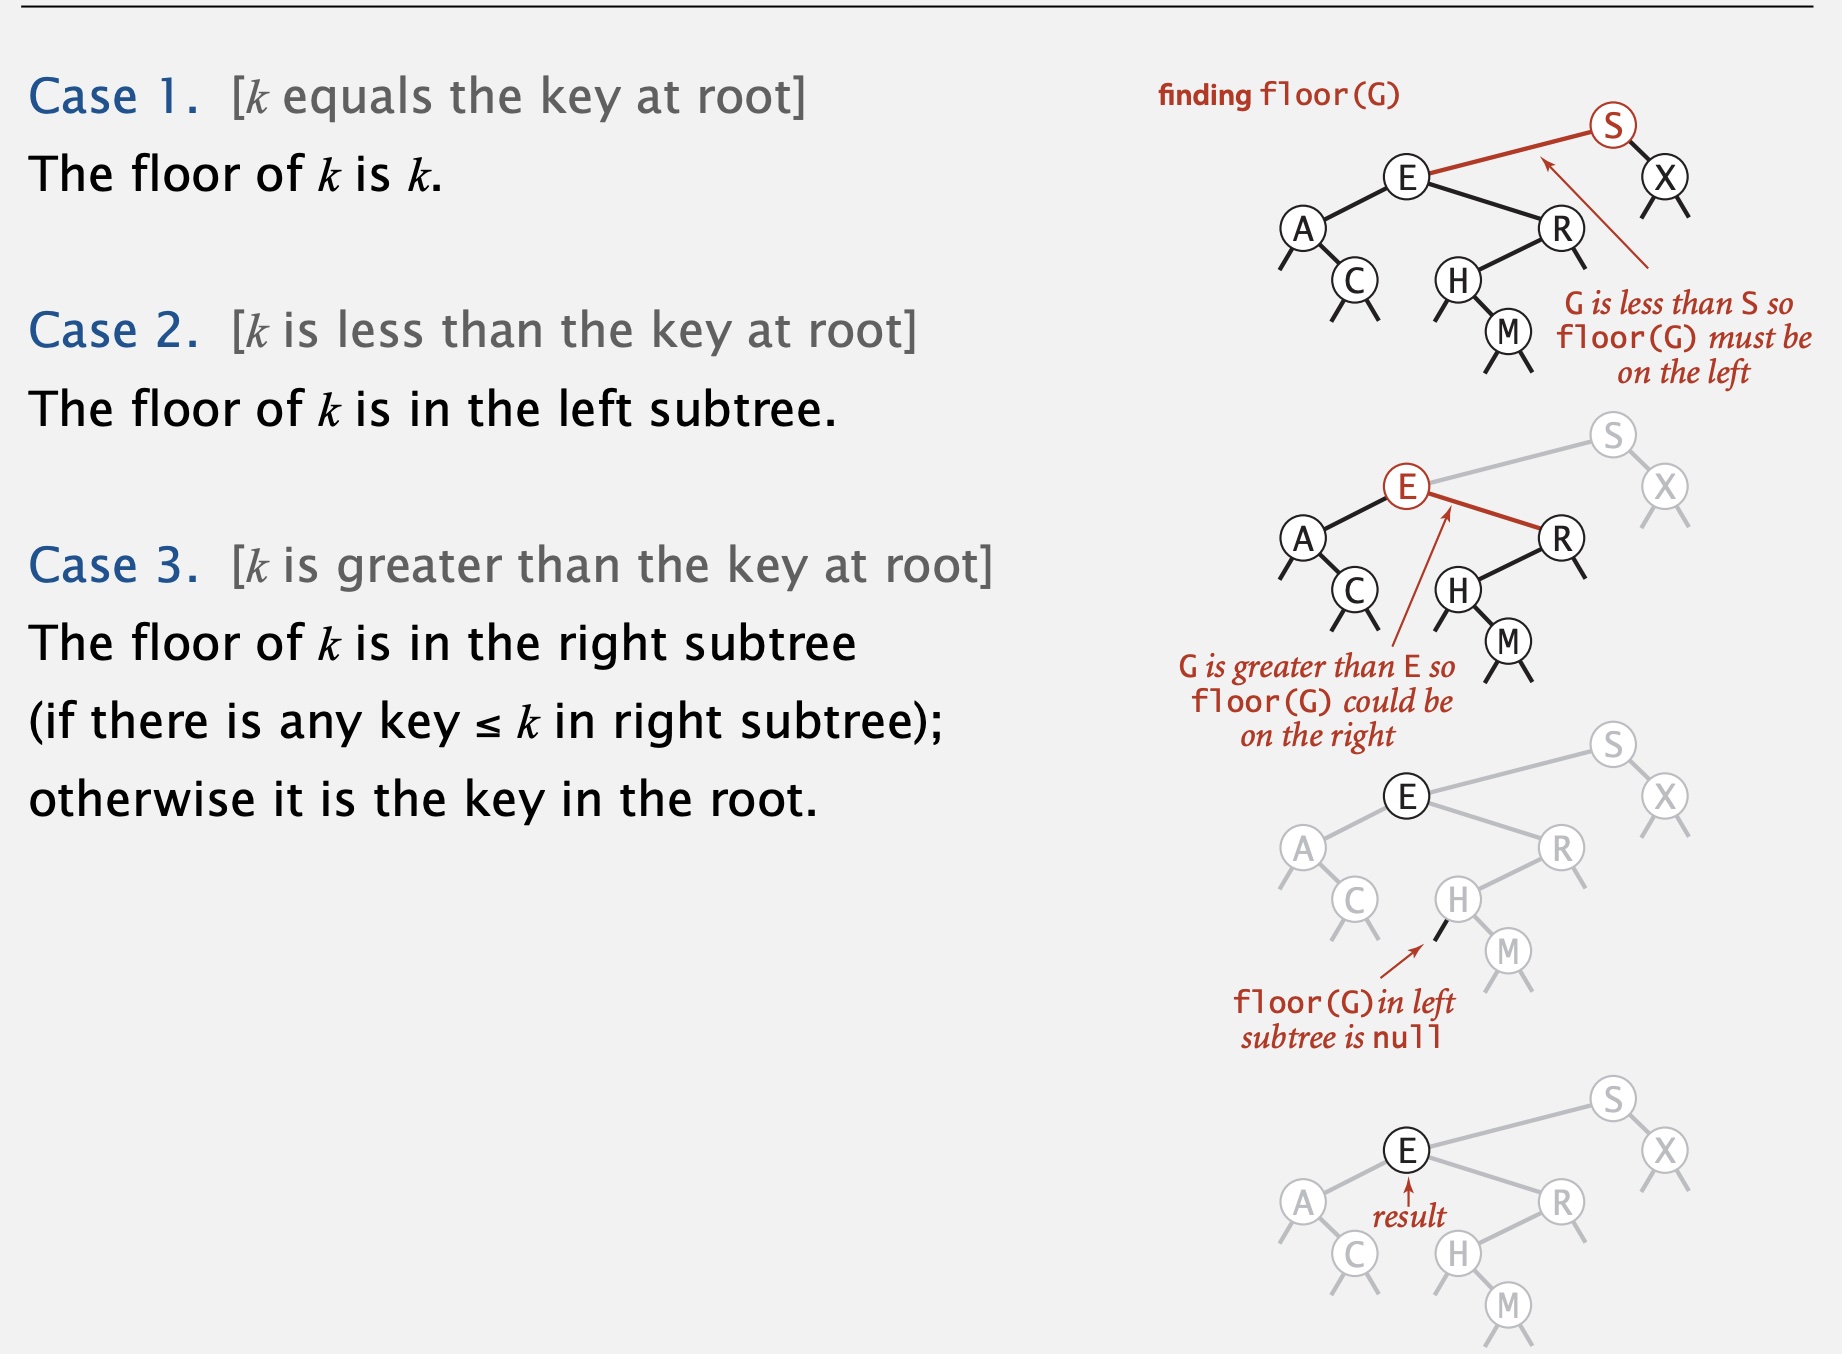 Case 1. [k equals the key at root]
The floor of k is k.
Case 2. [k is less than the key at root]
The floor of k is in the left subtree.
Case 3. [k is greater than the key at root]
The floor of k is in the right subtree
(if there is any key ≤ k in right subtree);
otherwise it is the key in the root.
finding floor(G)
S
E
X
A
R
C
H
M
G is less than S so
floor(G) must be
on the left
S
E
X
A
R
C
H
M
G is greater than E so
floor(G) could be
on the right
S
E
X
A
R
C
H
M
floor(G)in left
subtree is null
S
E
X
A
R
result
C
H
M